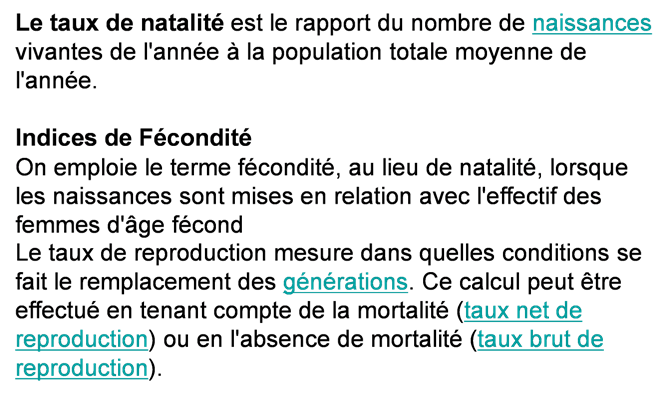 Le taux de natalité est le rapport du nombre de naissances
vivantes de l'année à la population totale moyenne de
l'année.
Indices de Fécondité
On emploie le terme fécondité, au lieu de natalité, lorsque
les naissances sont mises en relation avec l'effectif des
femmes d'âge fécond
Le taux de reproduction mesure dans quelles conditions se
fait le remplacement des générations. Ce calcul peut être
effectué en tenant compte de la mortalité (taux net de
reproduction) ou en l'absence de mortalité (taux brut de
reproduction).